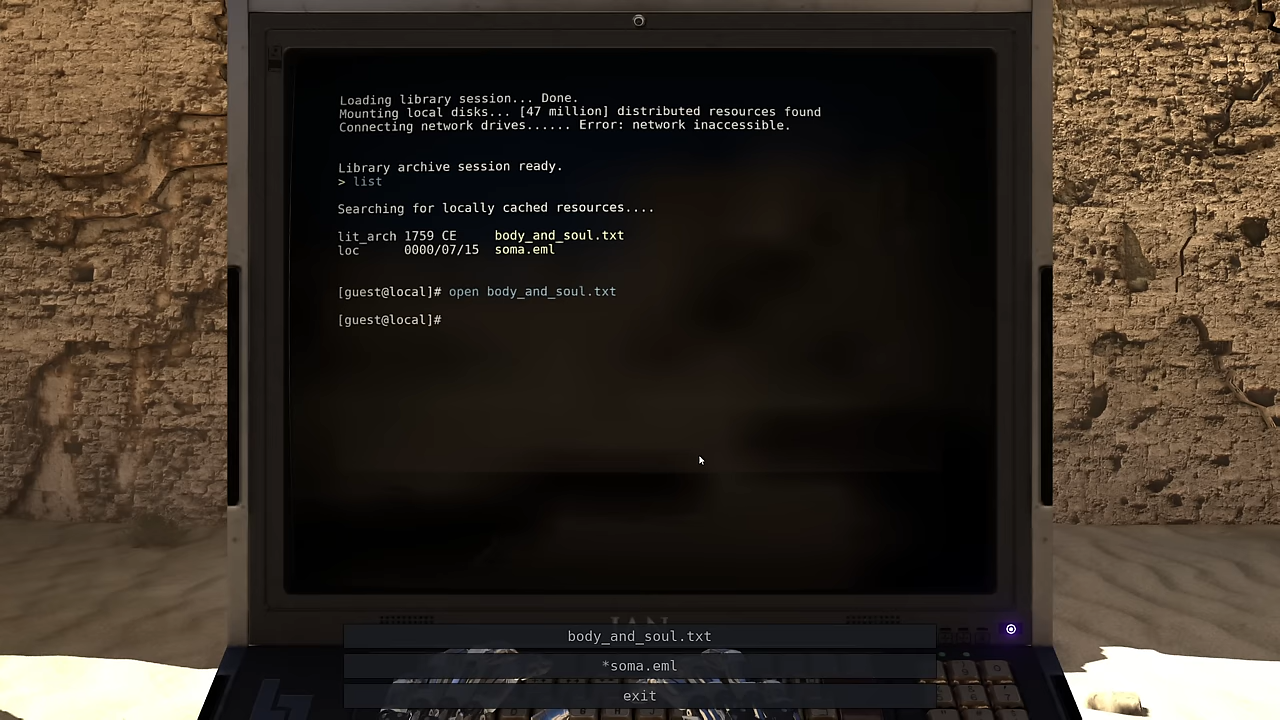 Loading library session... Done.
Mounting local disks... [47 million] distributed resources found
Connecting network drives...... Error: network inaccessible.
Library archive session ready.
> list
Searching for locally cached resources....
lit_arch 1759 CE     body_and_soul.txt
loc      0000/07/15  soma.eml
[guest@local]# open body_and_soul.txt
[guest@local]#
body_and_soul.txt
*soma.eml
exit